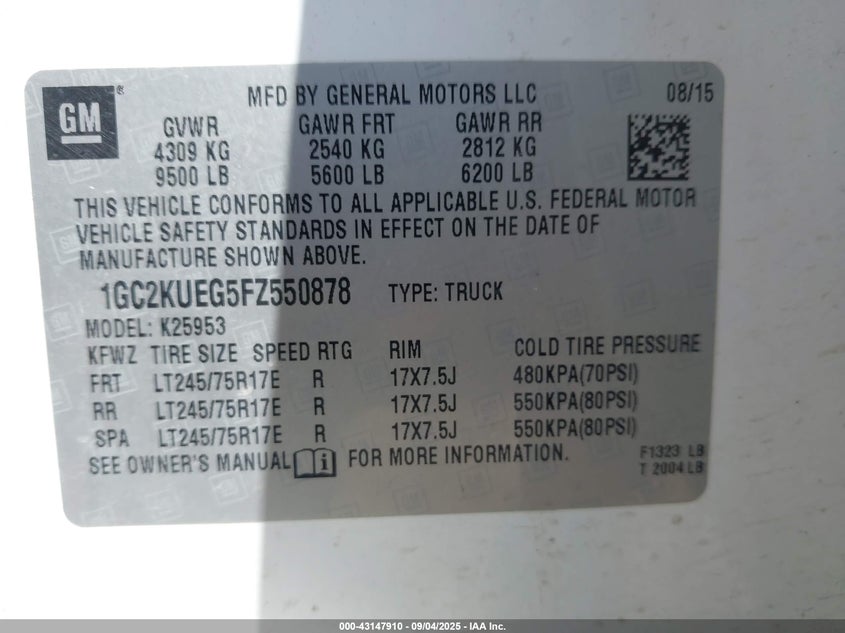 GM ® MFD BY GENERAL MOTORS LLC 08/15
GVWR GAWR FRT GAWR RR
4309 KG 2540 KG 2812 KG
9500 LB 5600 LB 6200 LB
THIS VEHICLE CONFORMS TO ALL APPLICABLE U.S. FEDERAL MOTOR
VEHICLE SAFETY STANDARDS IN EFFECT ON THE DATE OF
MANUFACTURE SHOWN ABOVE.
1GC2KUEG5FZ550878 TYPE: TRUCK
MODEL: K25953
KFWZ TIRE SIZE SPEED RTG RIM COLD TIRE PRESSURE
FRT LT245/75R17E R 17X7.5J 480KPA(70PSI)
RR LT245/75R17E R 17X7.5J 550KPA(80PSI)
SPA LT245/75R17E R 17X7.5J 550KPA(80PSI)
SEE OWNER'S MANUAL i FOR MORE INFORMATION.
F1323 LB
T 2004 LB
000-43147910 - 09/04/2025 - IAA Inc.